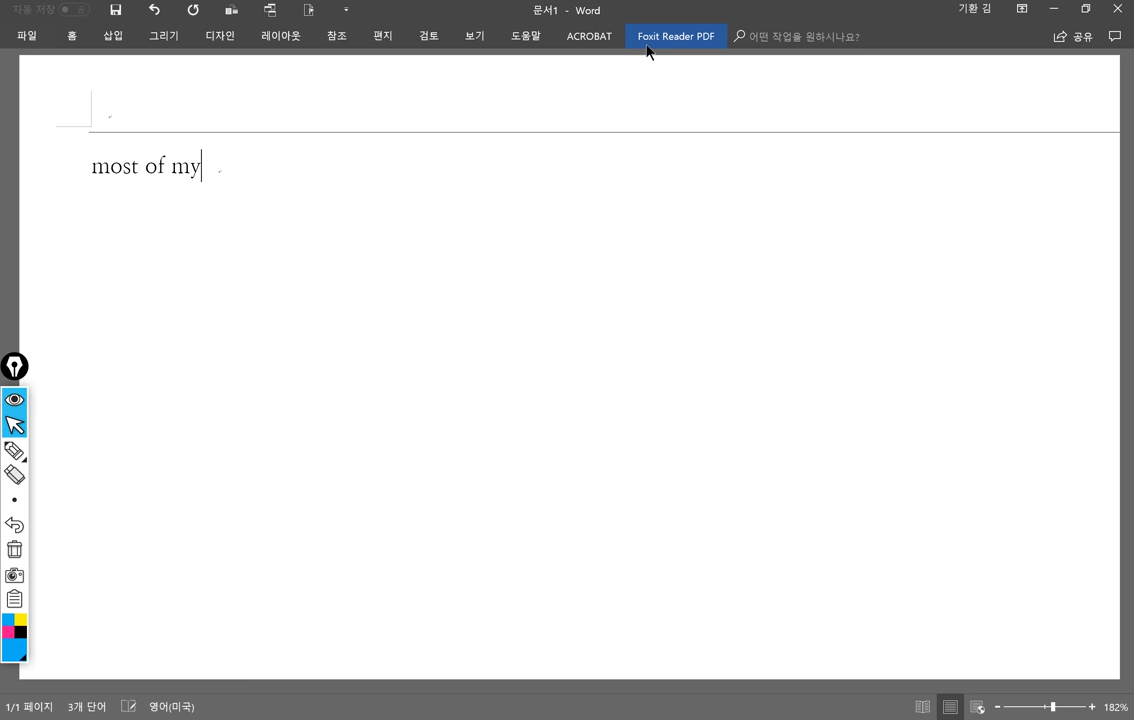 자동 저장
문서1 - Word
기환 김
파일 홈 삽입 그리기 디자인 레이아웃 참조 편지 검토 보기 도움말 ACROBAT Foxit Reader PDF 어떤 작업을 원하시나요? 공유
most of my
1/1 페이지 3개 단어 영어(미국) 182%